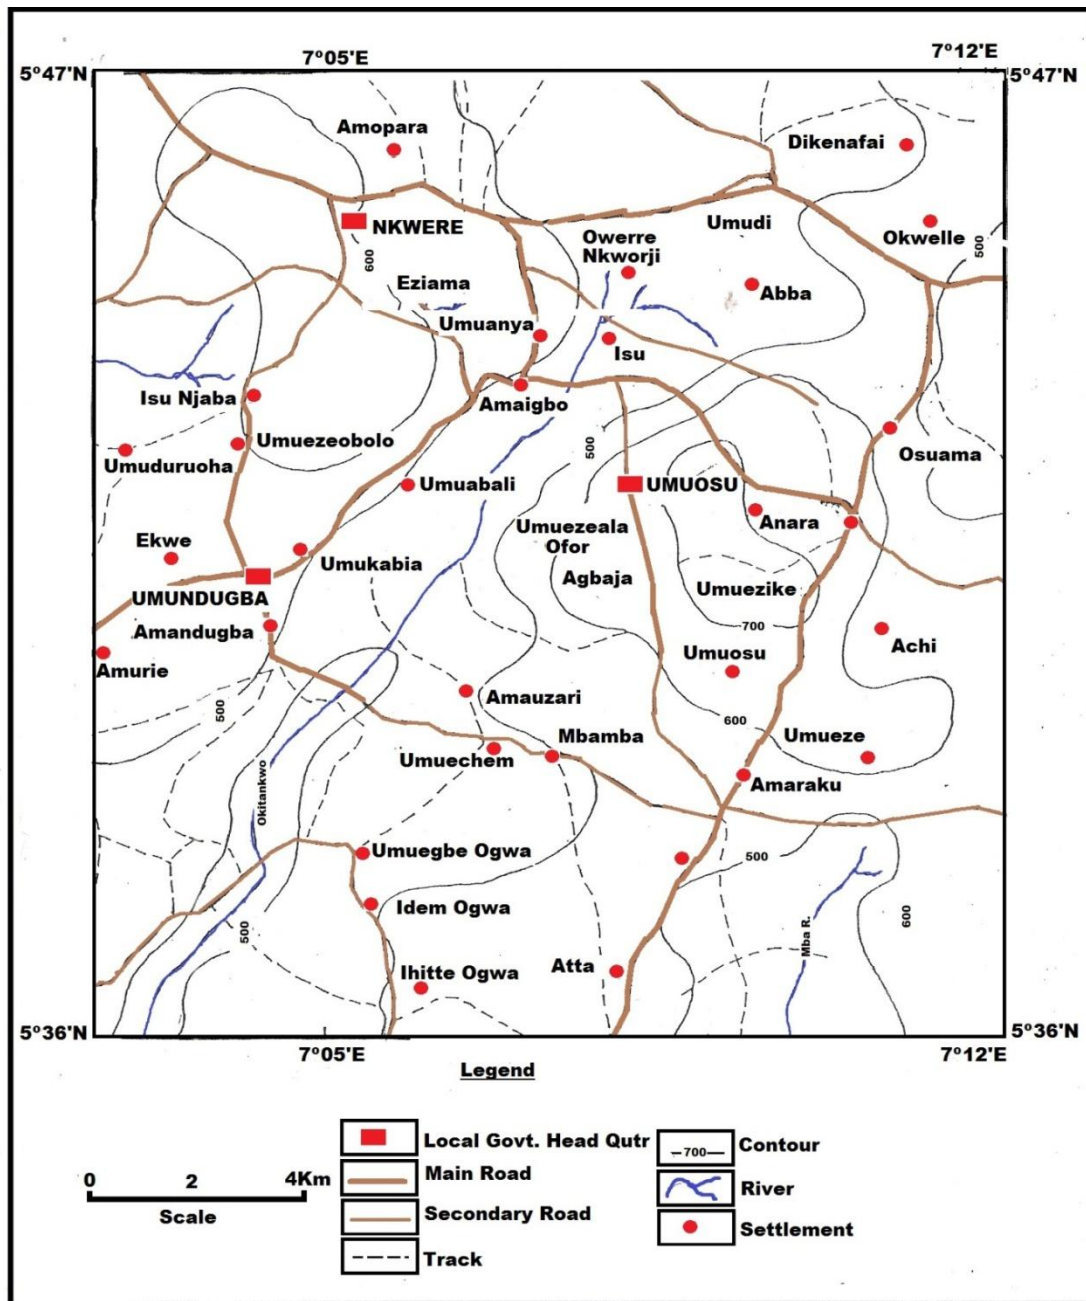 7°05'E
7°12'E
5°47'N
5°47'N
Amopara
Dikenafai
NKWERE
Umudi
Okwelle
500
Owerre
Nkworji
600
Eziama
Abba
Umuanya
Isu
Isu Njaba
Amaigbo
Umuezeobolo
Umuduruoha
500
Osuama
Umuabali
UMUOSU
Anara
Umuezeala
Ofor
Ekwe
Umukabia
Agbaja
Umuezike
UMUNDUGBA
Amandugba
700
Achi
Amurie
Umuosu
Amauzari
500
600
Mbamba
Umueze
Umuechem
Amaraku
Okitankwo
Umuegbe Ogwa
500
Idem Ogwa
600
500
Mba R.
Ihitte Ogwa
Atta
5°36'N
5°36'N
7°05'E
7°12'E
Legend
Local Govt. Head Qutr
700
Contour
Main Road
0 2 4Km
River
Scale
Secondary Road
Settlement
Track